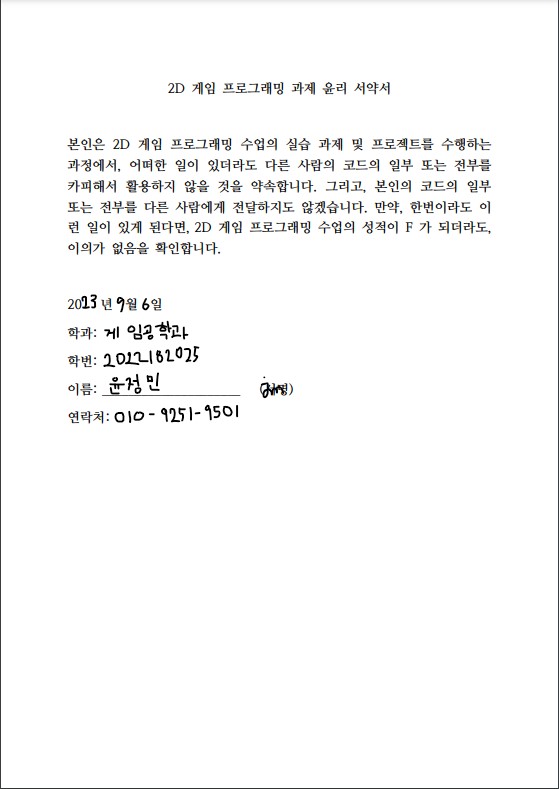 2D 게임 프로그래밍 과제 윤리 서약서
본인은 2D 게임 프로그래밍 수업의 실습 과제 및 프로젝트를 수행하는
과정에서, 어떠한 일이 있더라도 다른 사람의 코드의 일부 또는 전부를
카피해서 활용하지 않을 것을 약속합니다. 그리고, 본인의 코드의 일부
또는 전부를 다른 사람에게 전달하지도 않겠습니다. 만약, 한번이라도 이
런 일이 있게 된다면, 2D 게임 프로그래밍 수업의 성적이 F 가 되더라도,
이의가 없음을 확인합니다.
2023 년 9월 6일
학과: 게임공학과
학번: 2022182025
이름: 윤정민
연락처: 010-9251-9501